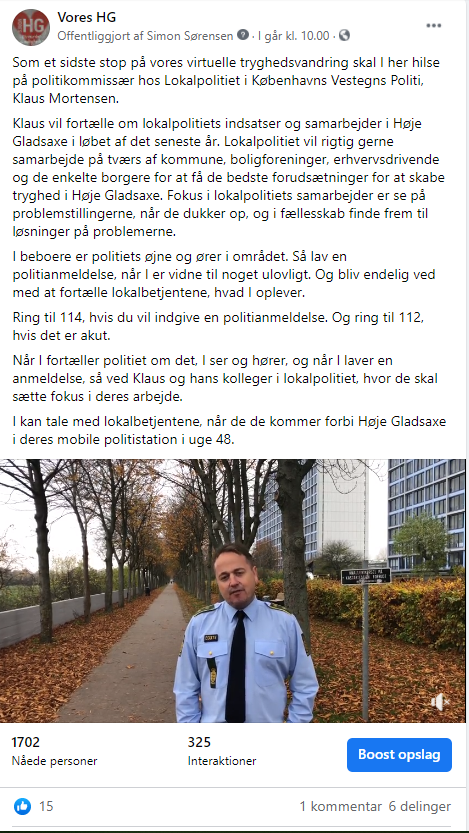 Vores HG
Offentliggjort af Simon Sørensen · I går kl. 10.00 ·
Som et sidste stop på vores virtuelle tryghedsvandring skal I her hilse
på politikommissær hos Lokalpolitiet i Københavns Vestegns Politi,
Klaus Mortensen.
Klaus vil fortælle om lokalpolitiets indsatser og samarbejder i Høje
Gladsaxe i løbet af det seneste år. Lokalpolitiet vil rigtig gerne
samarbejde på tværs af kommune, boligforeninger, erhvervsdrivende
og de enkelte borgere for at få de bedste forudsætninger for at skabe
tryghed i Høje Gladsaxe. Fokus i lokalpolitiets samarbejder er se på
problemstillingerne, når de dukker op, og i fællesskab finde frem til
løsninger på problemerne.
I beboere er politiets øjne og ører i området. Så lav en
politianmeldelse, når I er vidne til noget ulovligt. Og bliv endelig ved
med at fortælle lokalbetjentene, hvad I oplever.
Ring til 114, hvis du vil indgive en politianmeldelse. Og ring til 112,
hvis det er akut.
Når I fortæller politiet om det, I ser og hører, og når I laver en
anmeldelse, så ved Klaus og hans kolleger i lokalpolitiet, hvor de skal
sætte fokus i deres arbejde.
I kan tale med lokalbetjentene, når de de kommer forbi Høje Gladsaxe
i deres mobile politistation i uge 48.
1702
Nåede personer
325
Interaktioner
Boost opslag
15
1 kommentar 6 delinger